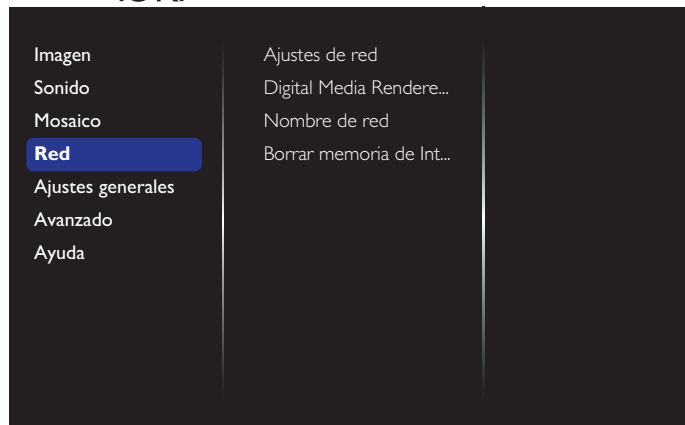 Imagen
Sonido
Mosaico
Red
Ajustes generales
Avanzado
Ayuda
Ajustes de red
Digital Media Rendere...
Nombre de red
Borrar memoria de Int...